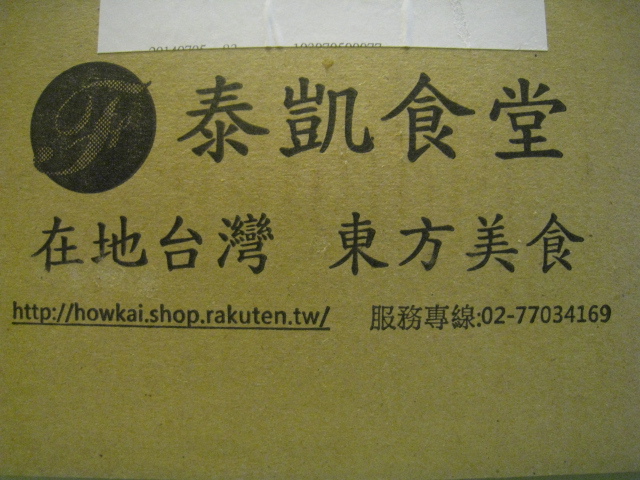 泰凱食堂
在地台灣 東方美食
http://howkai.shop.rakuten.tw/ 服務專線:02-77034169